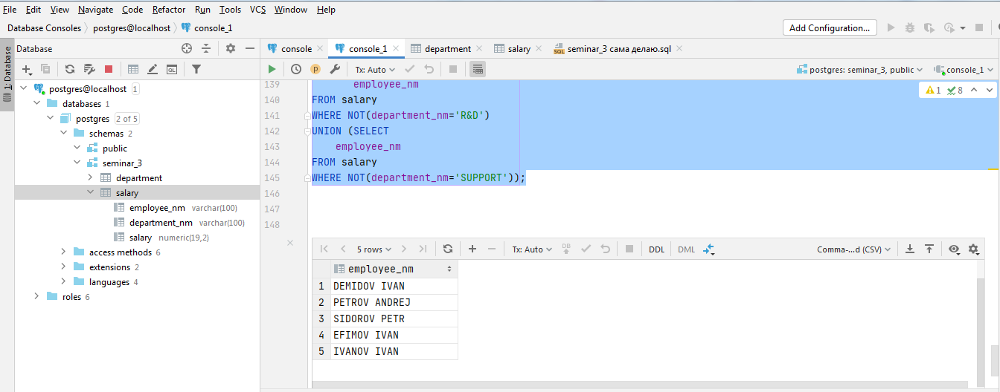 File Edit View Navigate Code Refactor Run Tools VCS Window Help
Database Consoles postgres@localhost console_1 Add Configuration...
1: Database
Database
console console_1 department salary seminar_3 сама делаю.sql
QL
p Tx: Auto postgres: seminar_3, public console_1
postgres@localhost 1
databases 1
postgres 2 of 5
schemas 2
public
seminar_3
department
salary
employee_nm varchar(100)
department_nm varchar(100)
salary numeric(19,2)
access methods 6
extensions 2
languages 4
roles 6
1 8
139 employee_nm
140 FROM salary
141 WHERE NOT(department_nm='R&D')
142 UNION (SELECT
143 employee_nm
144 FROM salary
145 WHERE NOT(department_nm='SUPPORT'));
146
147
148
5 rows Tx: Auto DB DDL DML Comma-...d (CSV)
employee_nm
1 DEMIDOV IVAN
2 PETROV ANDREJ
3 SIDOROV PETR
4 EFIMOV IVAN
5 IVANOV IVAN